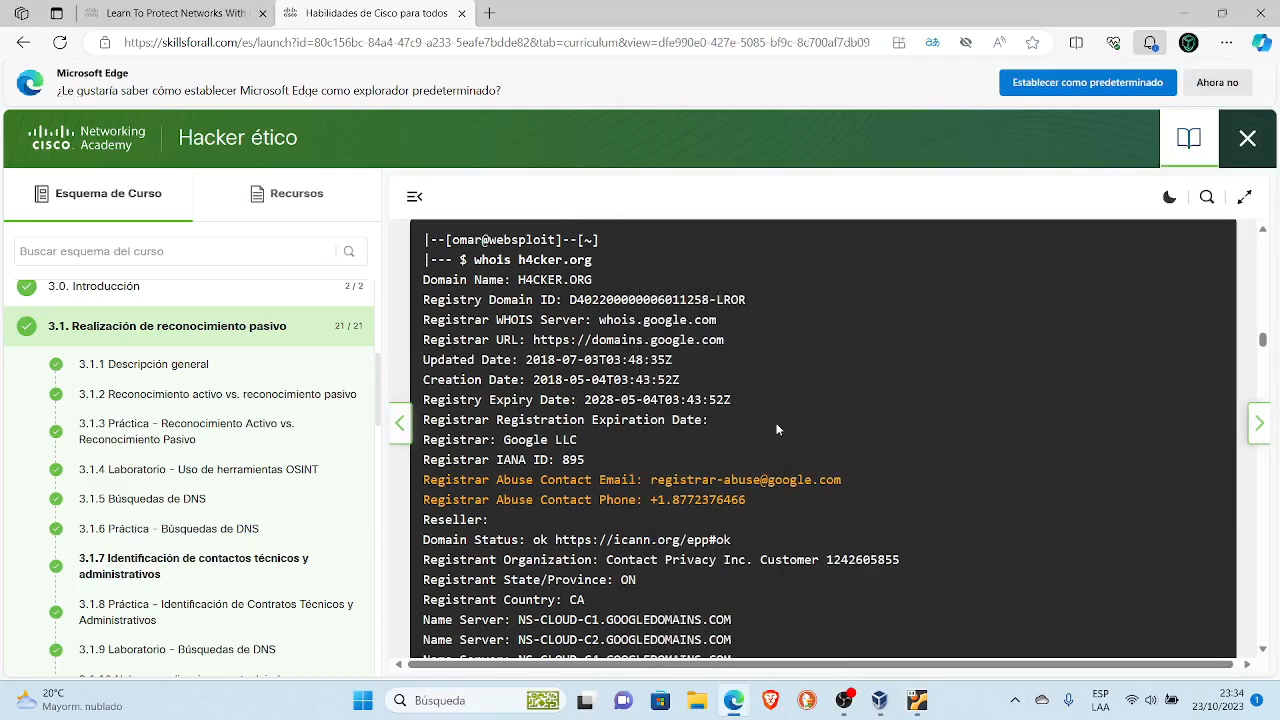 Learn To Protect Networks With
Habilidades de Cisco para todos
https://skillsforall.com/es/launch?id=80c156bc-84a4-47c9-a233-5eafe7bdde82&tab=curriculum&view=dfe990e0-427e-5085-bf9c-8c700af7db09
Microsoft Edge
¿Le gustaría saber cómo establecer Microsoft Edge como explorador predeterminado?
Establecer como predeterminado
Ahora no
Networking
Academy
CISCO
Hacker ético
Esquema de Curso
Recursos
Buscar esquema del curso
3.0. Introducción 2 / 2
3.1. Realización de reconocimiento pasivo 21 / 21
3.1.1 Descripción general
3.1.2 Reconocimiento activo vs. reconocimiento pasivo
3.1.3 Práctica - Reconocimiento Activo vs.
Reconocimiento Pasivo
3.1.4 Laboratorio - Uso de herramientas OSINT
3.1.5 Búsquedas de DNS
3.1.6 Práctica - Búsquedas de DNS
3.1.7 Identificación de contactos técnicos y
administrativos
3.1.8 Práctica - Identificación de Contratos Técnicos y
Administrativos
3.1.9 Laboratorio - Búsquedas de DNS
|--[omar@websploit]--[~]
|--- $ whois h4cker.org
Domain Name: H4CKER.ORG
Registry Domain ID: D402200000006011258-LROR
Registrar WHOIS Server: whois.google.com
Registrar URL: https://domains.google.com
Updated Date: 2018-07-03T03:48:35Z
Creation Date: 2018-05-04T03:43:52Z
Registry Expiry Date: 2028-05-04T03:43:52Z
Registrar Registration Expiration Date:
Registrar: Google LLC
Registrar IANA ID: 895
Registrar Abuse Contact Email: registrar-abuse@google.com
Registrar Abuse Contact Phone: +1.8772376466
Reseller:
Domain Status: ok https://icann.org/epp#ok
Registrant Organization: Contact Privacy Inc. Customer 1242605855
Registrant State/Province: ON
Registrant Country: CA
Name Server: NS-CLOUD-C1.GOOGLEDOMAINS.COM
Name Server: NS-CLOUD-C2.GOOGLEDOMAINS.COM
20°C
Mayorm. nublado
Búsqueda
ESP
LAA
23:34
23/10/2023
1